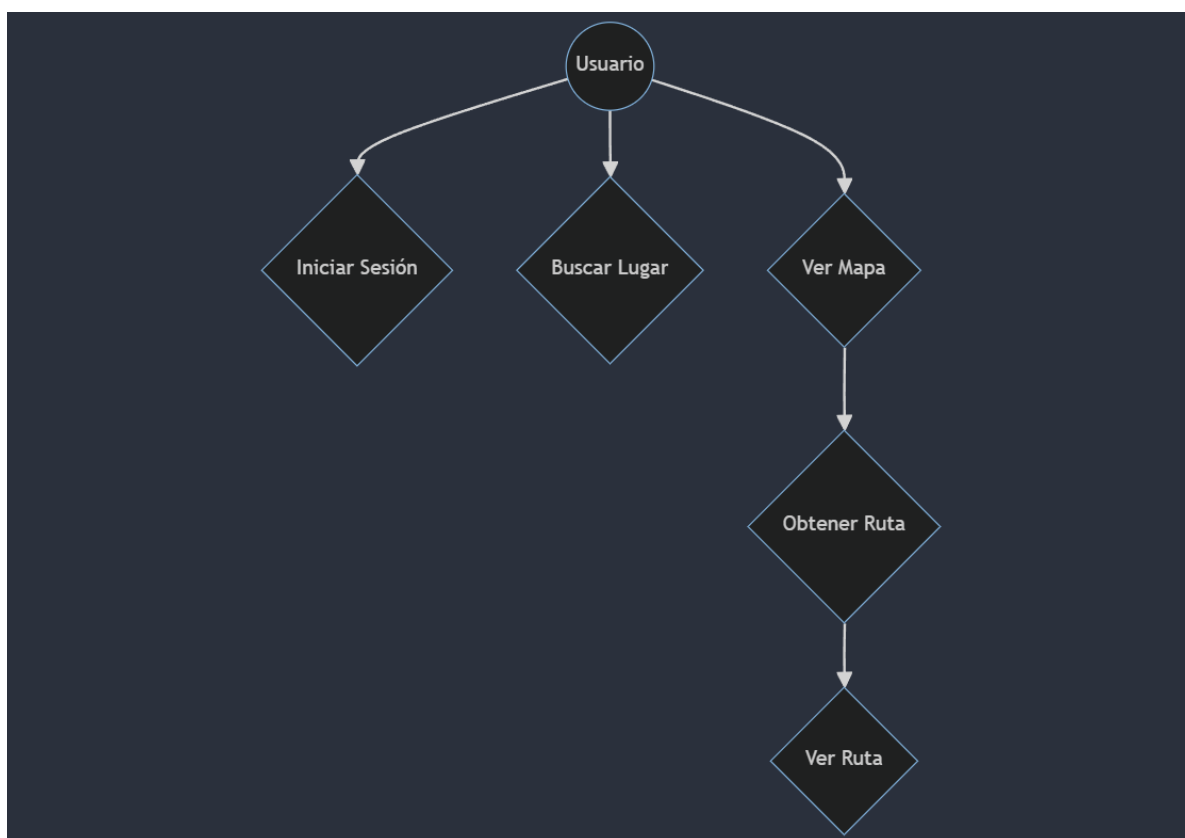 Usuario
Iniciar Sesión
Buscar Lugar
Ver Mapa
Obtener Ruta
Ver Ruta